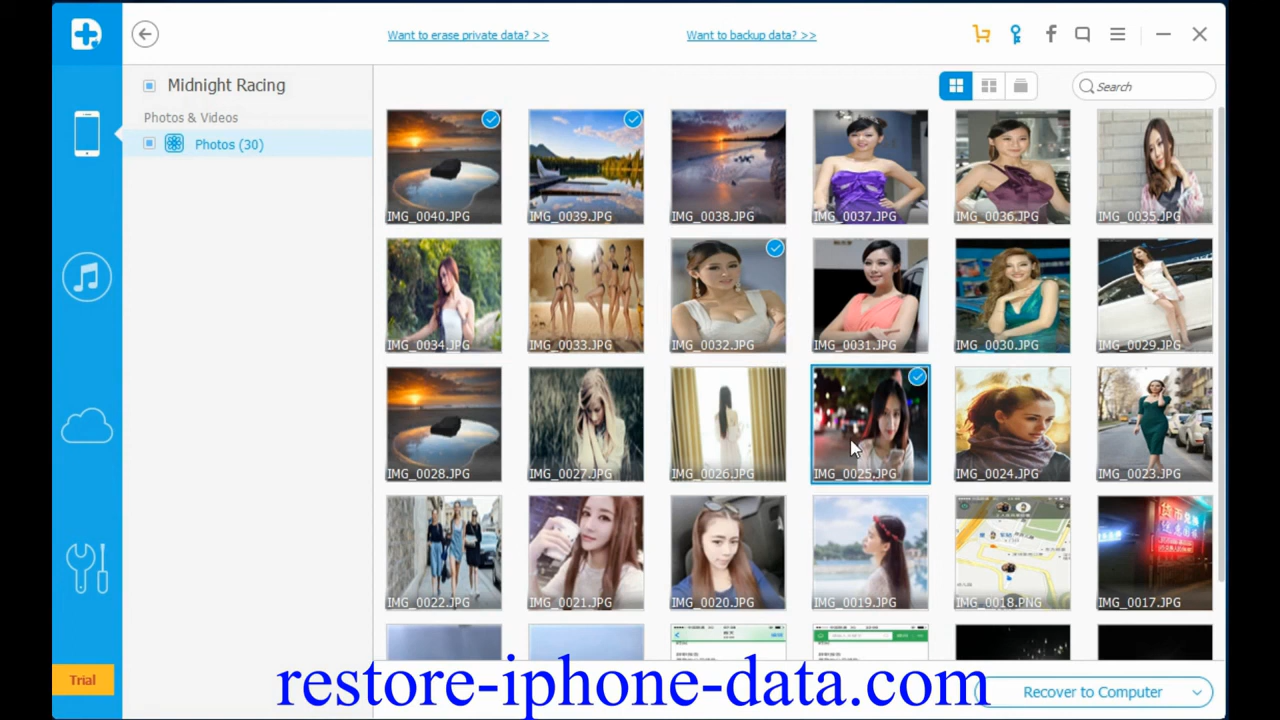 Want to erase private data? >>
Want to backup data? >>
Midnight Racing
Search
Photos & Videos
Photos (30)
IMG_0040.JPG
IMG_0039.JPG
IMG_0038.JPG
IMG_0037.JPG
IMG_0036.JPG
IMG_0035.JPG
IMG_0034.JPG
IMG_0033.JPG
IMG_0032.JPG
IMG_0031.JPG
IMG_0030.JPG
IMG_0029.JPG
IMG_0028.JPG
IMG_0027.JPG
IMG_0026.JPG
IMG_0025.JPG
IMG_0024.JPG
IMG_0023.JPG
IMG_0022.JPG
IMG_0021.JPG
IMG_0020.JPG
IMG_0019.JPG
IMG_0018.PNG
IMG_0017.JPG
Trial
restore-iphone-data.com
Recover to Computer